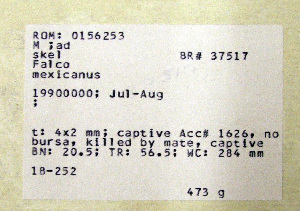 ROM: 0156253
M ;ad
skel BR# 37517
Falco
mexicanus
19900000; Jul-Aug
;
t: 4x2 mm; captive Acc# 1626, no
bursa, killed by mate, captive
BN: 20.5; TR: 56.5; WC: 284 mm
18-252
473 g